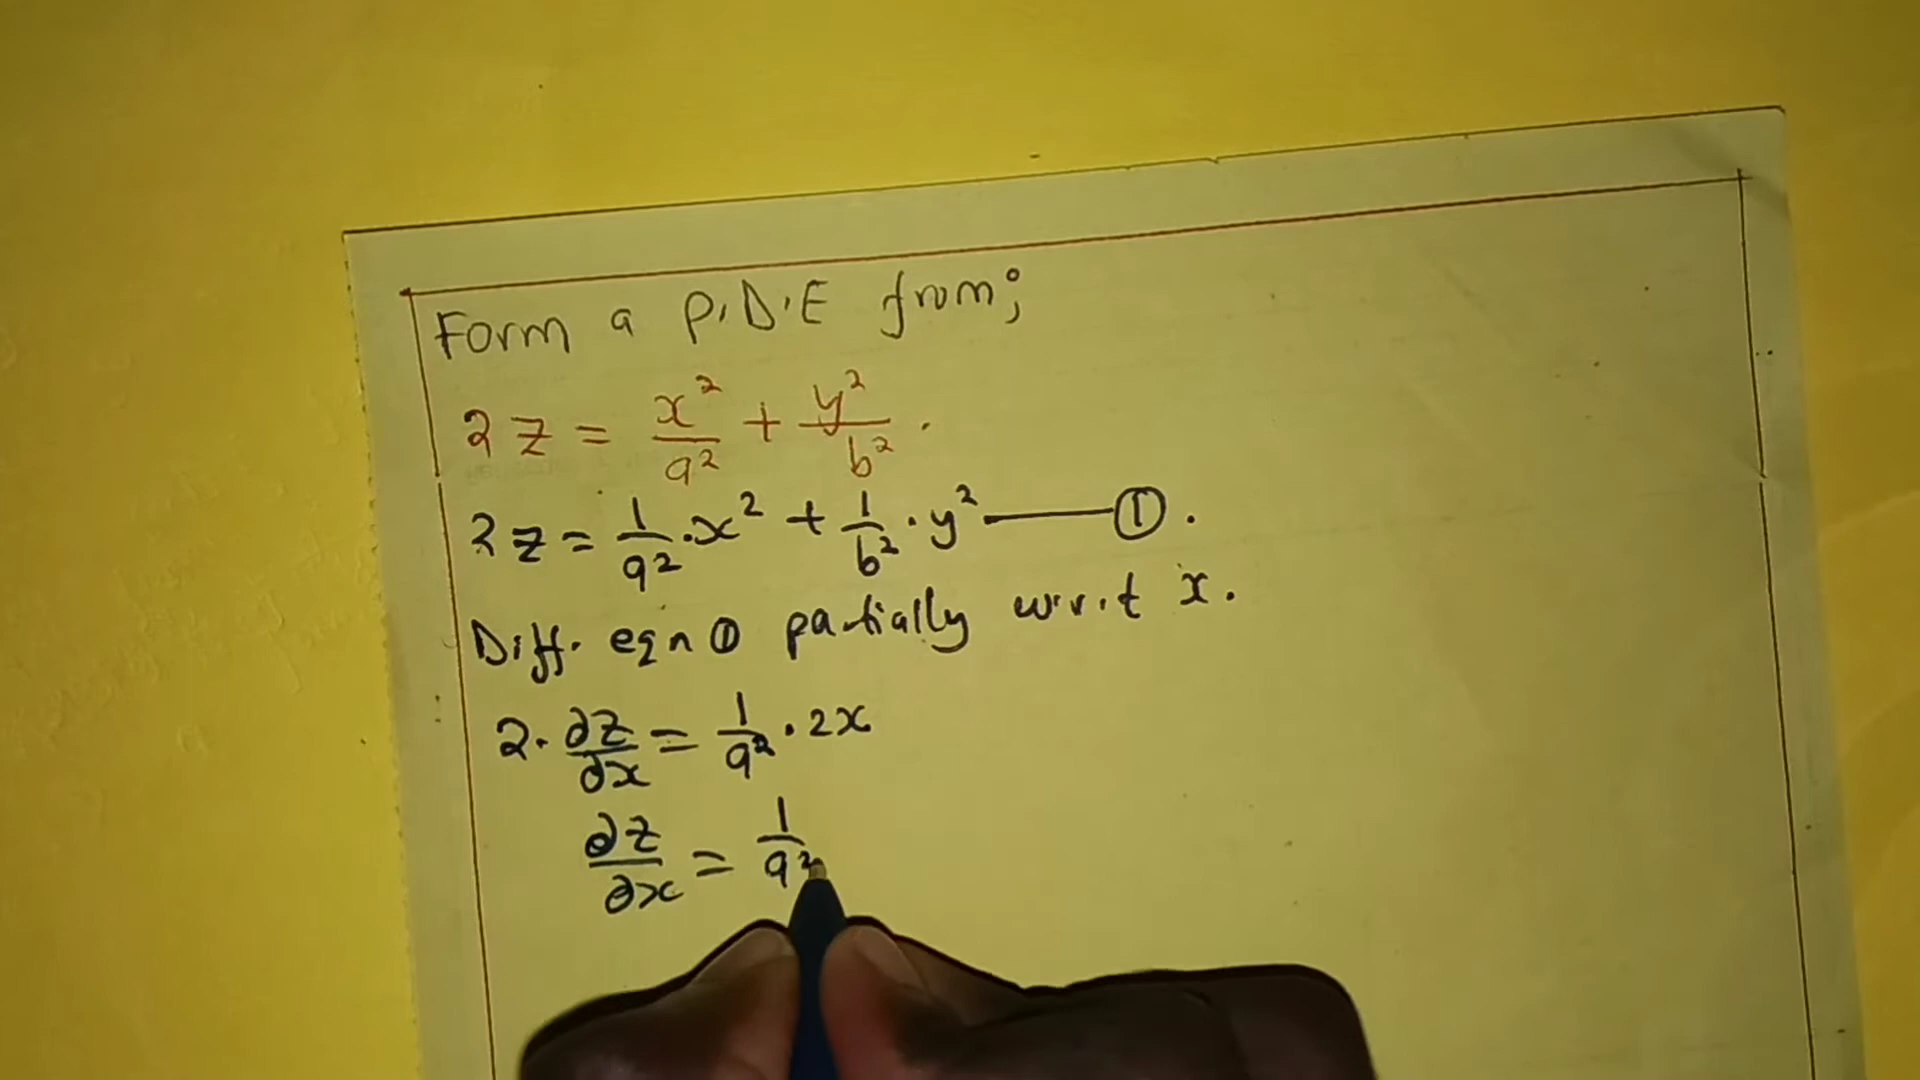 Form a P.D.E from;
2z = x²/a² + y²/b².
2z = 1/a² · x² + 1/b² · y² —— ①.
Diff. eqn ① partially w.r.t x.
2. ∂z/∂x = 1/a² · 2x
∂z/∂x = 1/a²